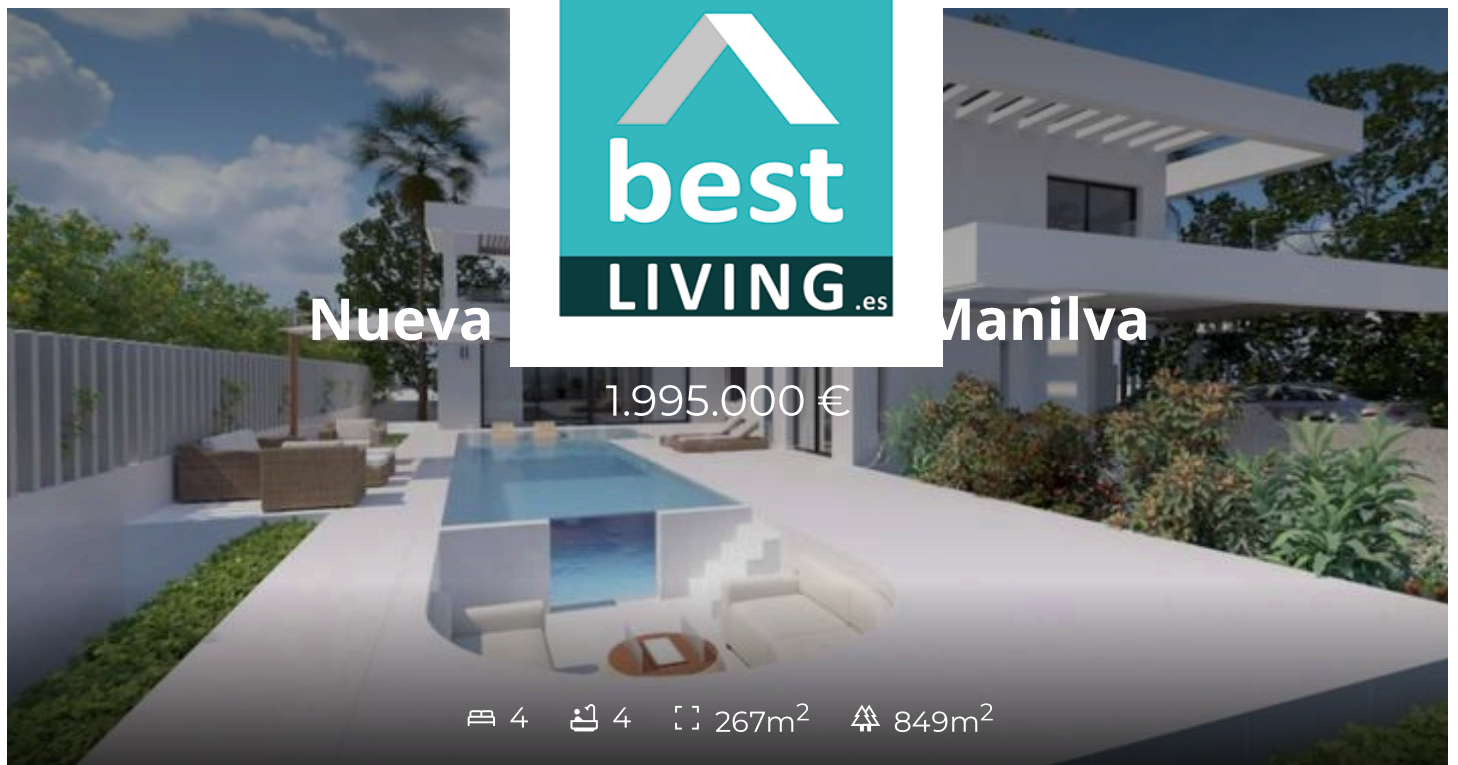 best
LIVING.es
Nueva Manilva
1.995.000 €
4 4 267m² 849m²